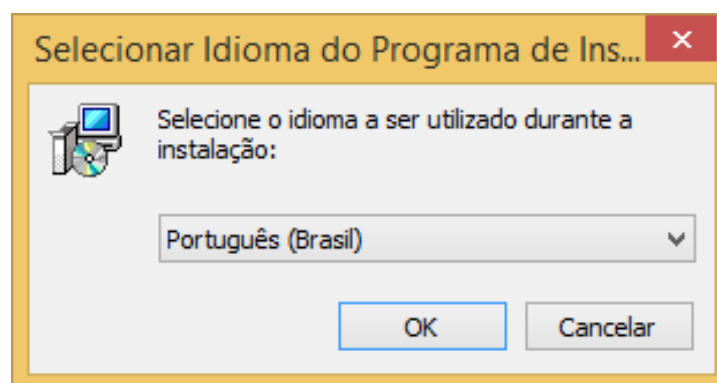 Selecionar Idioma do Programa de Ins...
Selecione o idioma a ser utilizado durante a
instalação:
Português (Brasil)
OK
Cancelar